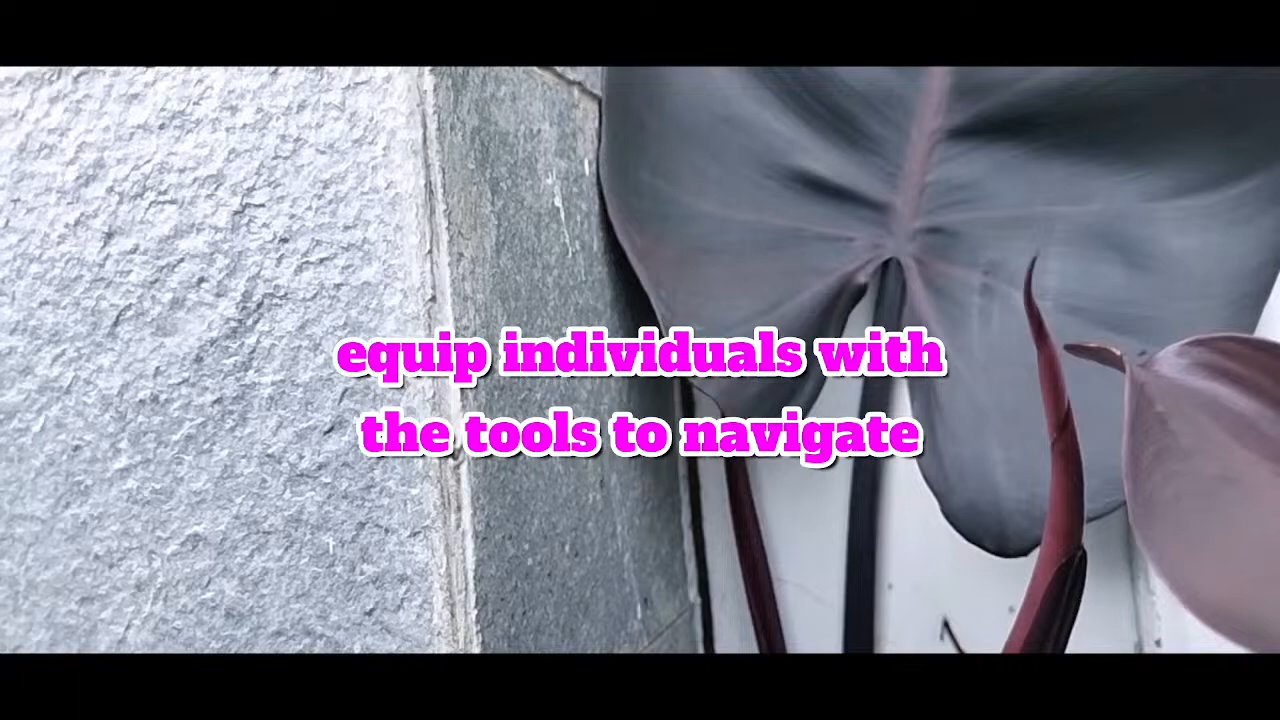 equip individuals with
the tools to navigate